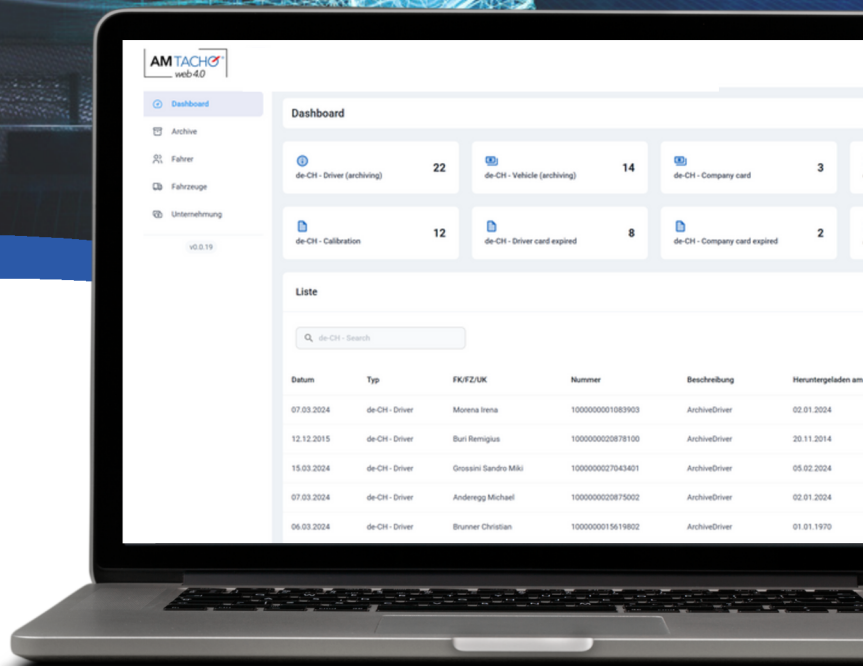 AMTACHO
web 4.0
Dashboard
Archive
Fahrer
Fahrzeuge
Unternehmung
v0.0.19
Dashboard
de-CH - Driver (archiving) 22
de-CH - Vehicle (archiving) 14
de-CH - Company card 3
de-CH - Calibration 12
de-CH - Driver card expired 8
de-CH - Company card expired 2
Liste
de-CH - Search
Datum Typ FK/FZ/UK Nummer Beschreibung Heruntergeladen am
07.03.2024 de-CH - Driver Morena Irena 1000000001083903 ArchiveDriver 02.01.2024
12.12.2015 de-CH - Driver Buri Remigius 1000000020878100 ArchiveDriver 20.11.2014
15.03.2024 de-CH - Driver Grossini Sandro Miki 1000000027043401 ArchiveDriver 05.02.2024
07.03.2024 de-CH - Driver Anderegg Michael 1000000020875002 ArchiveDriver 02.01.2024
06.03.2024 de-CH - Driver Brunner Christian 1000000015619802 ArchiveDriver 01.01.1970